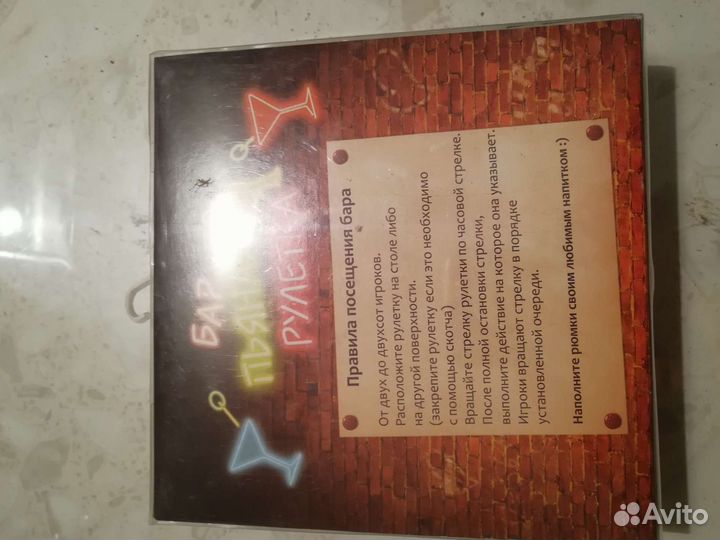 БАР
ПЬЯНАЯ
РУЛЕТКА
Правила посещения бара
От двух до двухсот игроков.
Расположите рулетку на столе либо
на другой поверхности.
(закрепите рулетку если это необходимо
с помощью скотча)
Вращайте стрелку рулетки по часовой стрелке.
После полной остановки стрелки,
выполните действие на которое она указывает.
Игроки вращают стрелку в порядке
установленной очереди.
Наполните рюмки своим любимым напитком :)
Avito